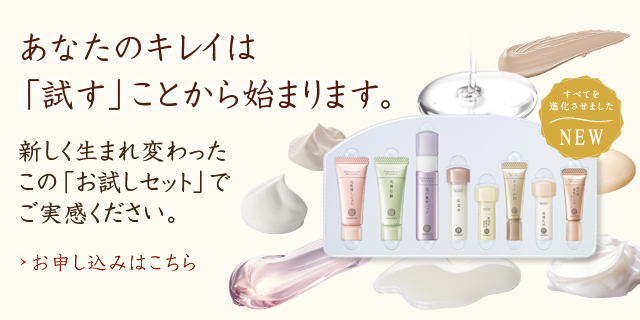 あなたのキレイは
「試す」ことから始まります。
新しく生まれ変わった
この「お試しセット」で
ご実感ください。
› お申し込みはこちら
すべてを
進化させました
NEW